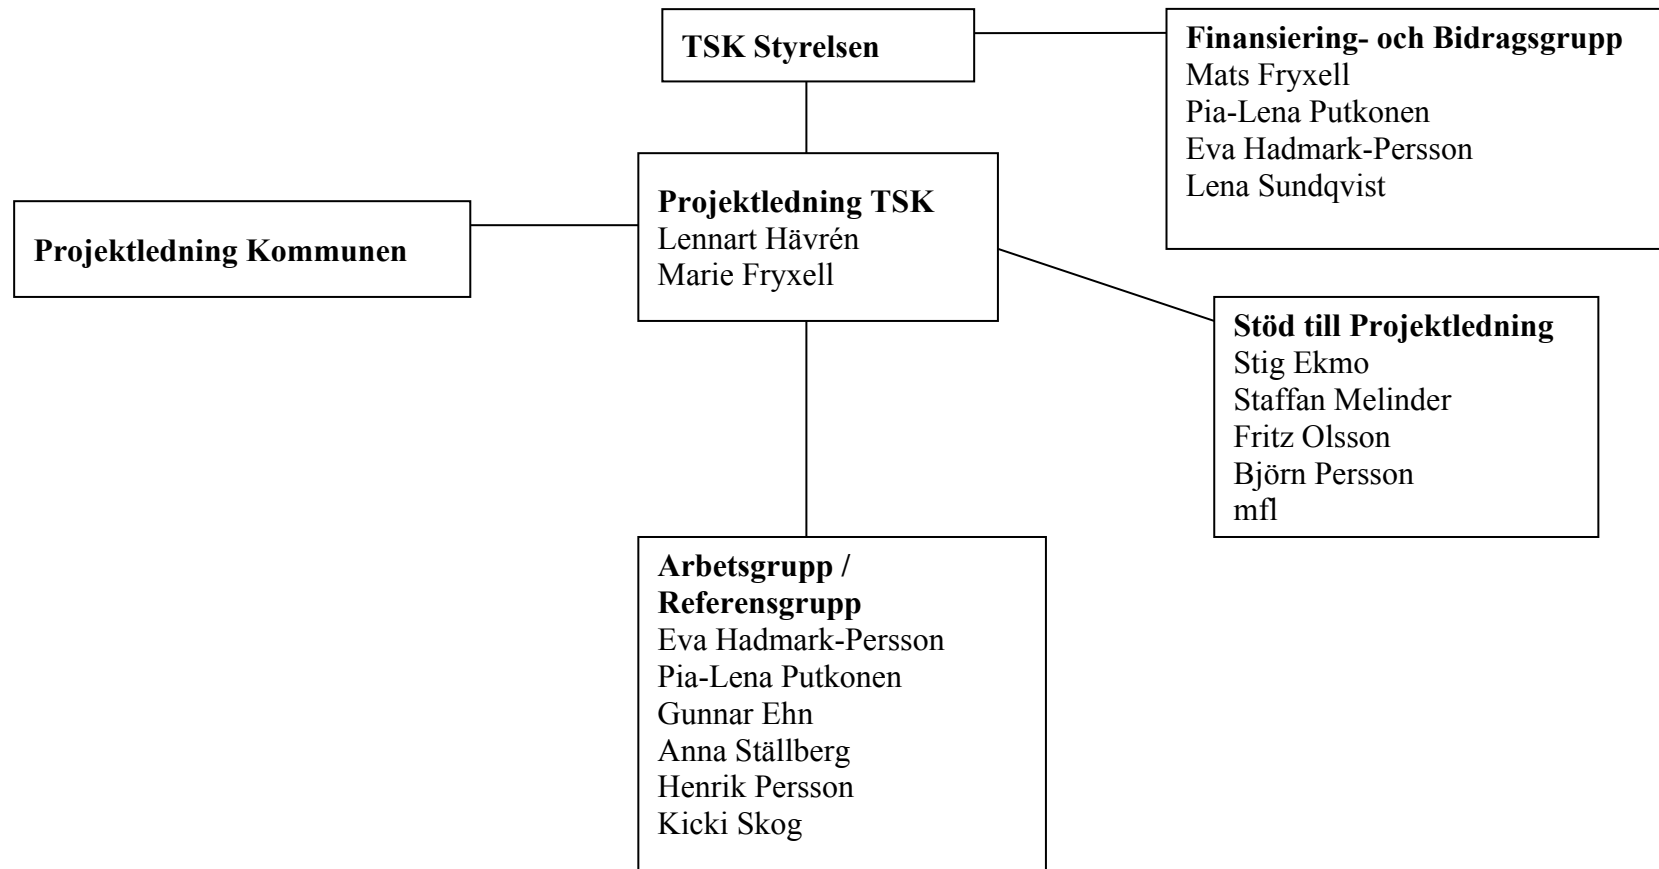 TSK Styrelsen
Finansiering- och Bidragsgrupp
Mats Fryxell
Pia-Lena Putkonen
Eva Hadmark-Persson
Lena Sundqvist
Projektledning TSK
Lennart Hävrén
Marie Fryxell
Projektledning Kommunen
Stöd till Projektledning
Stig Ekmo
Staffan Melinder
Fritz Olsson
Björn Persson
mfl
Arbetsgrupp /
Referensgrupp
Eva Hadmark-Persson
Pia-Lena Putkonen
Gunnar Ehn
Anna Ställberg
Henrik Persson
Kicki Skog